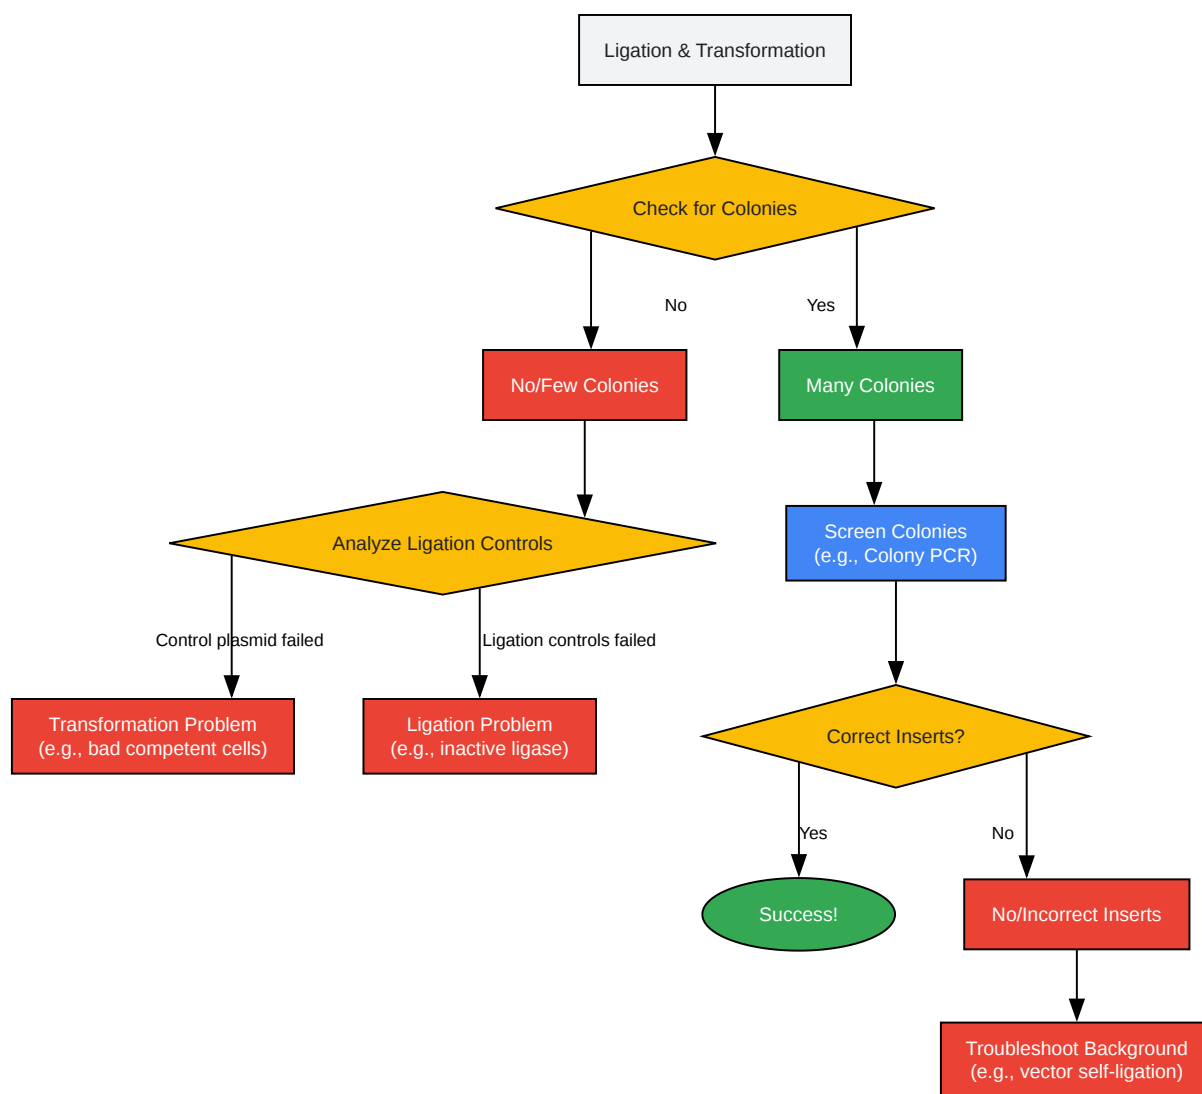 Ligation & Transformation
Check for Colonies
No
Yes
No/Few Colonies
Many Colonies
Analyze Ligation Controls
Screen Colonies
(e.g., Colony PCR)
Control plasmid failed
Ligation controls failed
Transformation Problem
(e.g., bad competent cells)
Ligation Problem
(e.g., inactive ligase)
Correct Inserts?
Yes
No
Success!
No/Incorrect Inserts
Troubleshoot Background
(e.g., vector self-ligation)